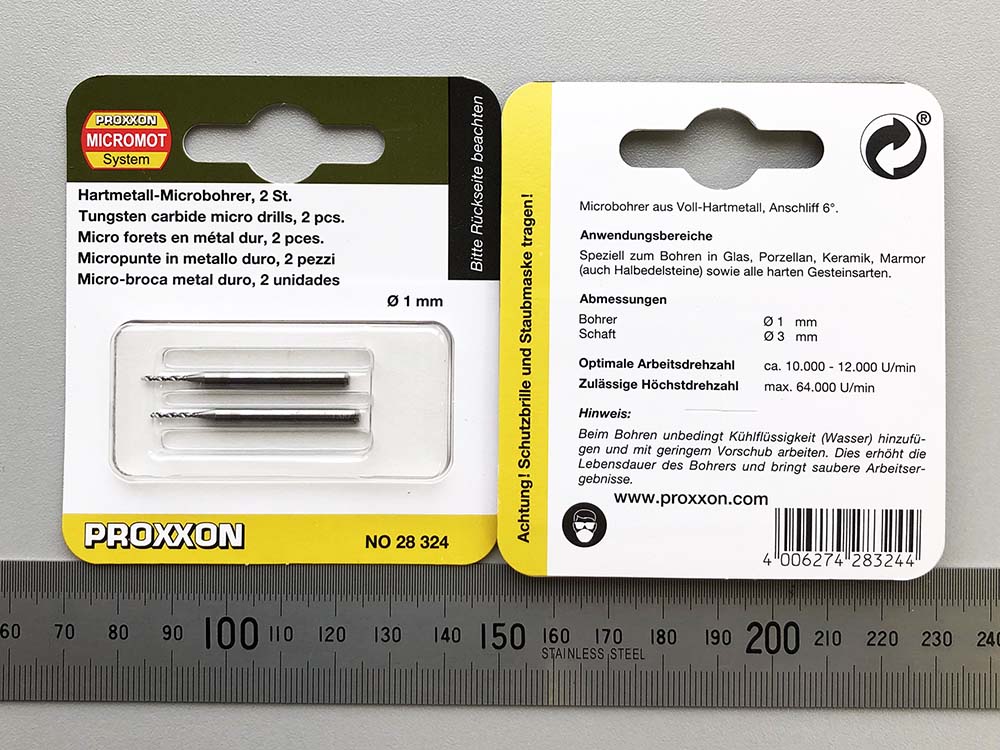 PROXXON
MICROMOT
System
Bitte Rückseite beachten
Hartmetall-Microbohrer, 2 St.
Tungsten carbide micro drills, 2 pcs.
Micro forets en métal dur, 2 pces.
Micropunte in metallo duro, 2 pezzi
Micro-broca metal duro, 2 unidades
Ø 1 mm
PROXXON
NO 28 324
Achtung! Schutzbrille und Staubmaske tragen!
®
Microbohrer aus Voll-Hartmetall, Anschliff 6°.
Anwendungsbereiche
Speziell zum Bohren in Glas, Porzellan, Keramik, Marmor
(auch Halbedelsteine) sowie alle harten Gesteinsarten.
Abmessungen
Bohrer Ø 1 mm
Schaft Ø 3 mm
Optimale Arbeitsdrehzahl ca. 10.000 - 12.000 U/min
Zulässige Höchstdrehzahl max. 64.000 U/min
Hinweis:
Beim Bohren unbedingt Kühlflüssigkeit (Wasser) hinzufü-
gen und mit geringem Vorschub arbeiten. Dies erhöht die
Lebensdauer des Bohrers und bringt saubere Arbeitser-
gebnisse.
www.proxxon.com
4 006274 283244
60 70 80 90 100 110 120 130 140 150 160 170 180 190 200 210 220 230 240
STAINLESS STEEL